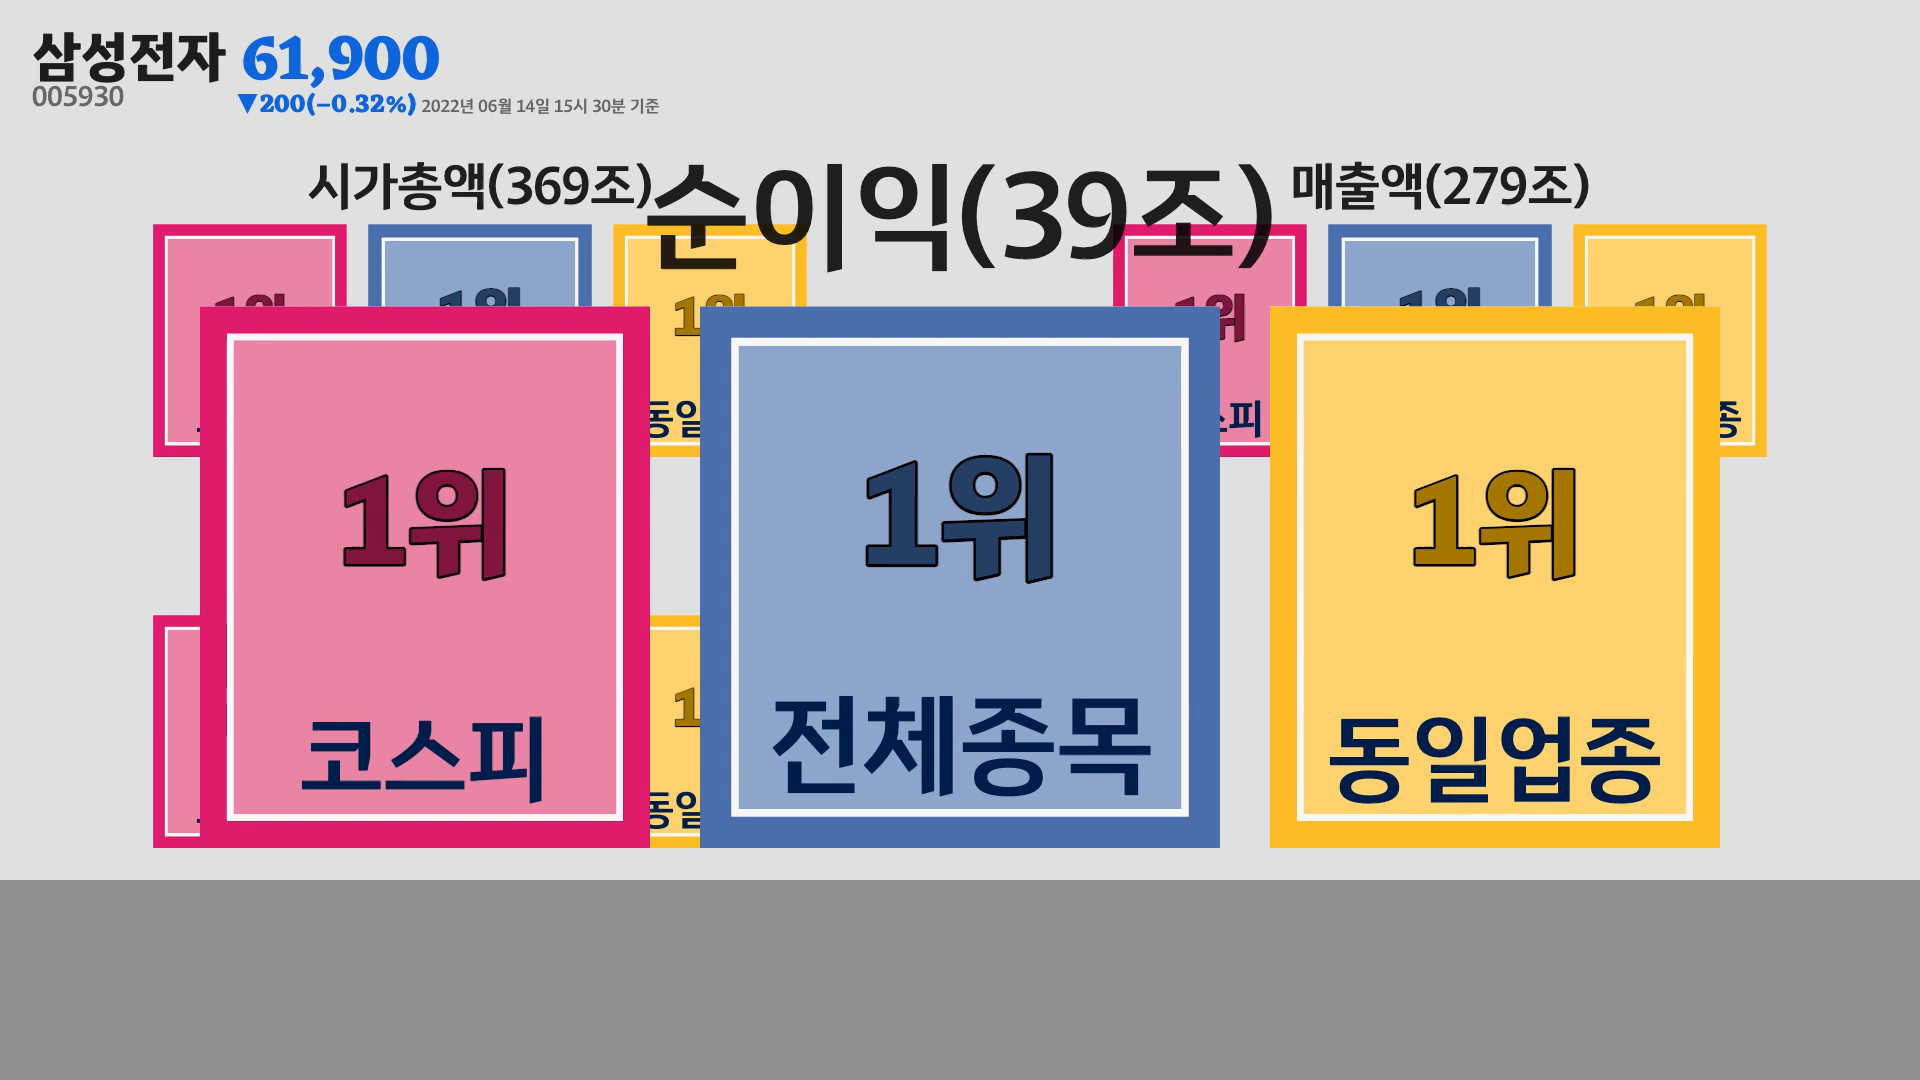 삼성전자 61,900
005930
▼200(-0.32%) 2022년 06월 14일 15시 30분 기준
시가총액(369조) 순이익(39조) 매출액(279조)
1위 1위 1위
코스피 전체종목 동일업종